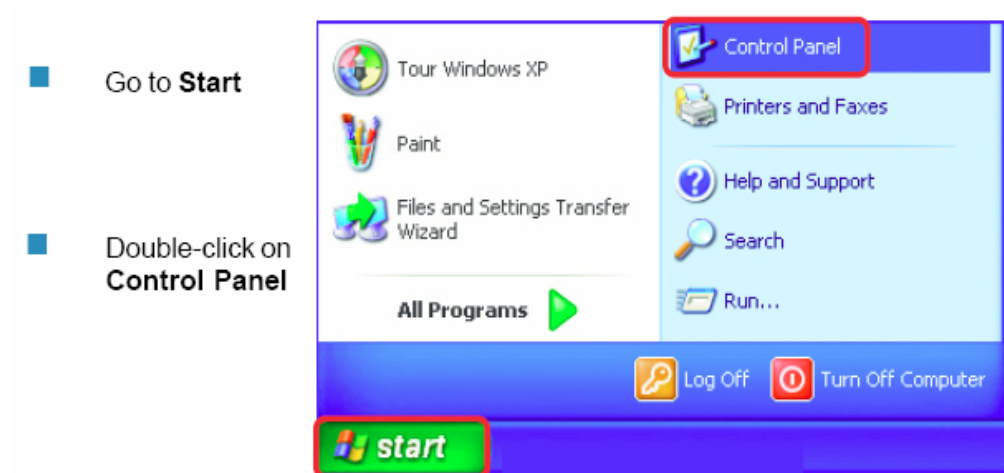 Go to Start
Double-click on
Control Panel
Tour Windows XP
Paint
Files and Settings Transfer
Wizard
All Programs
Control Panel
Printers and Faxes
Help and Support
Search
Run...
Log Off
Turn Off Computer
start